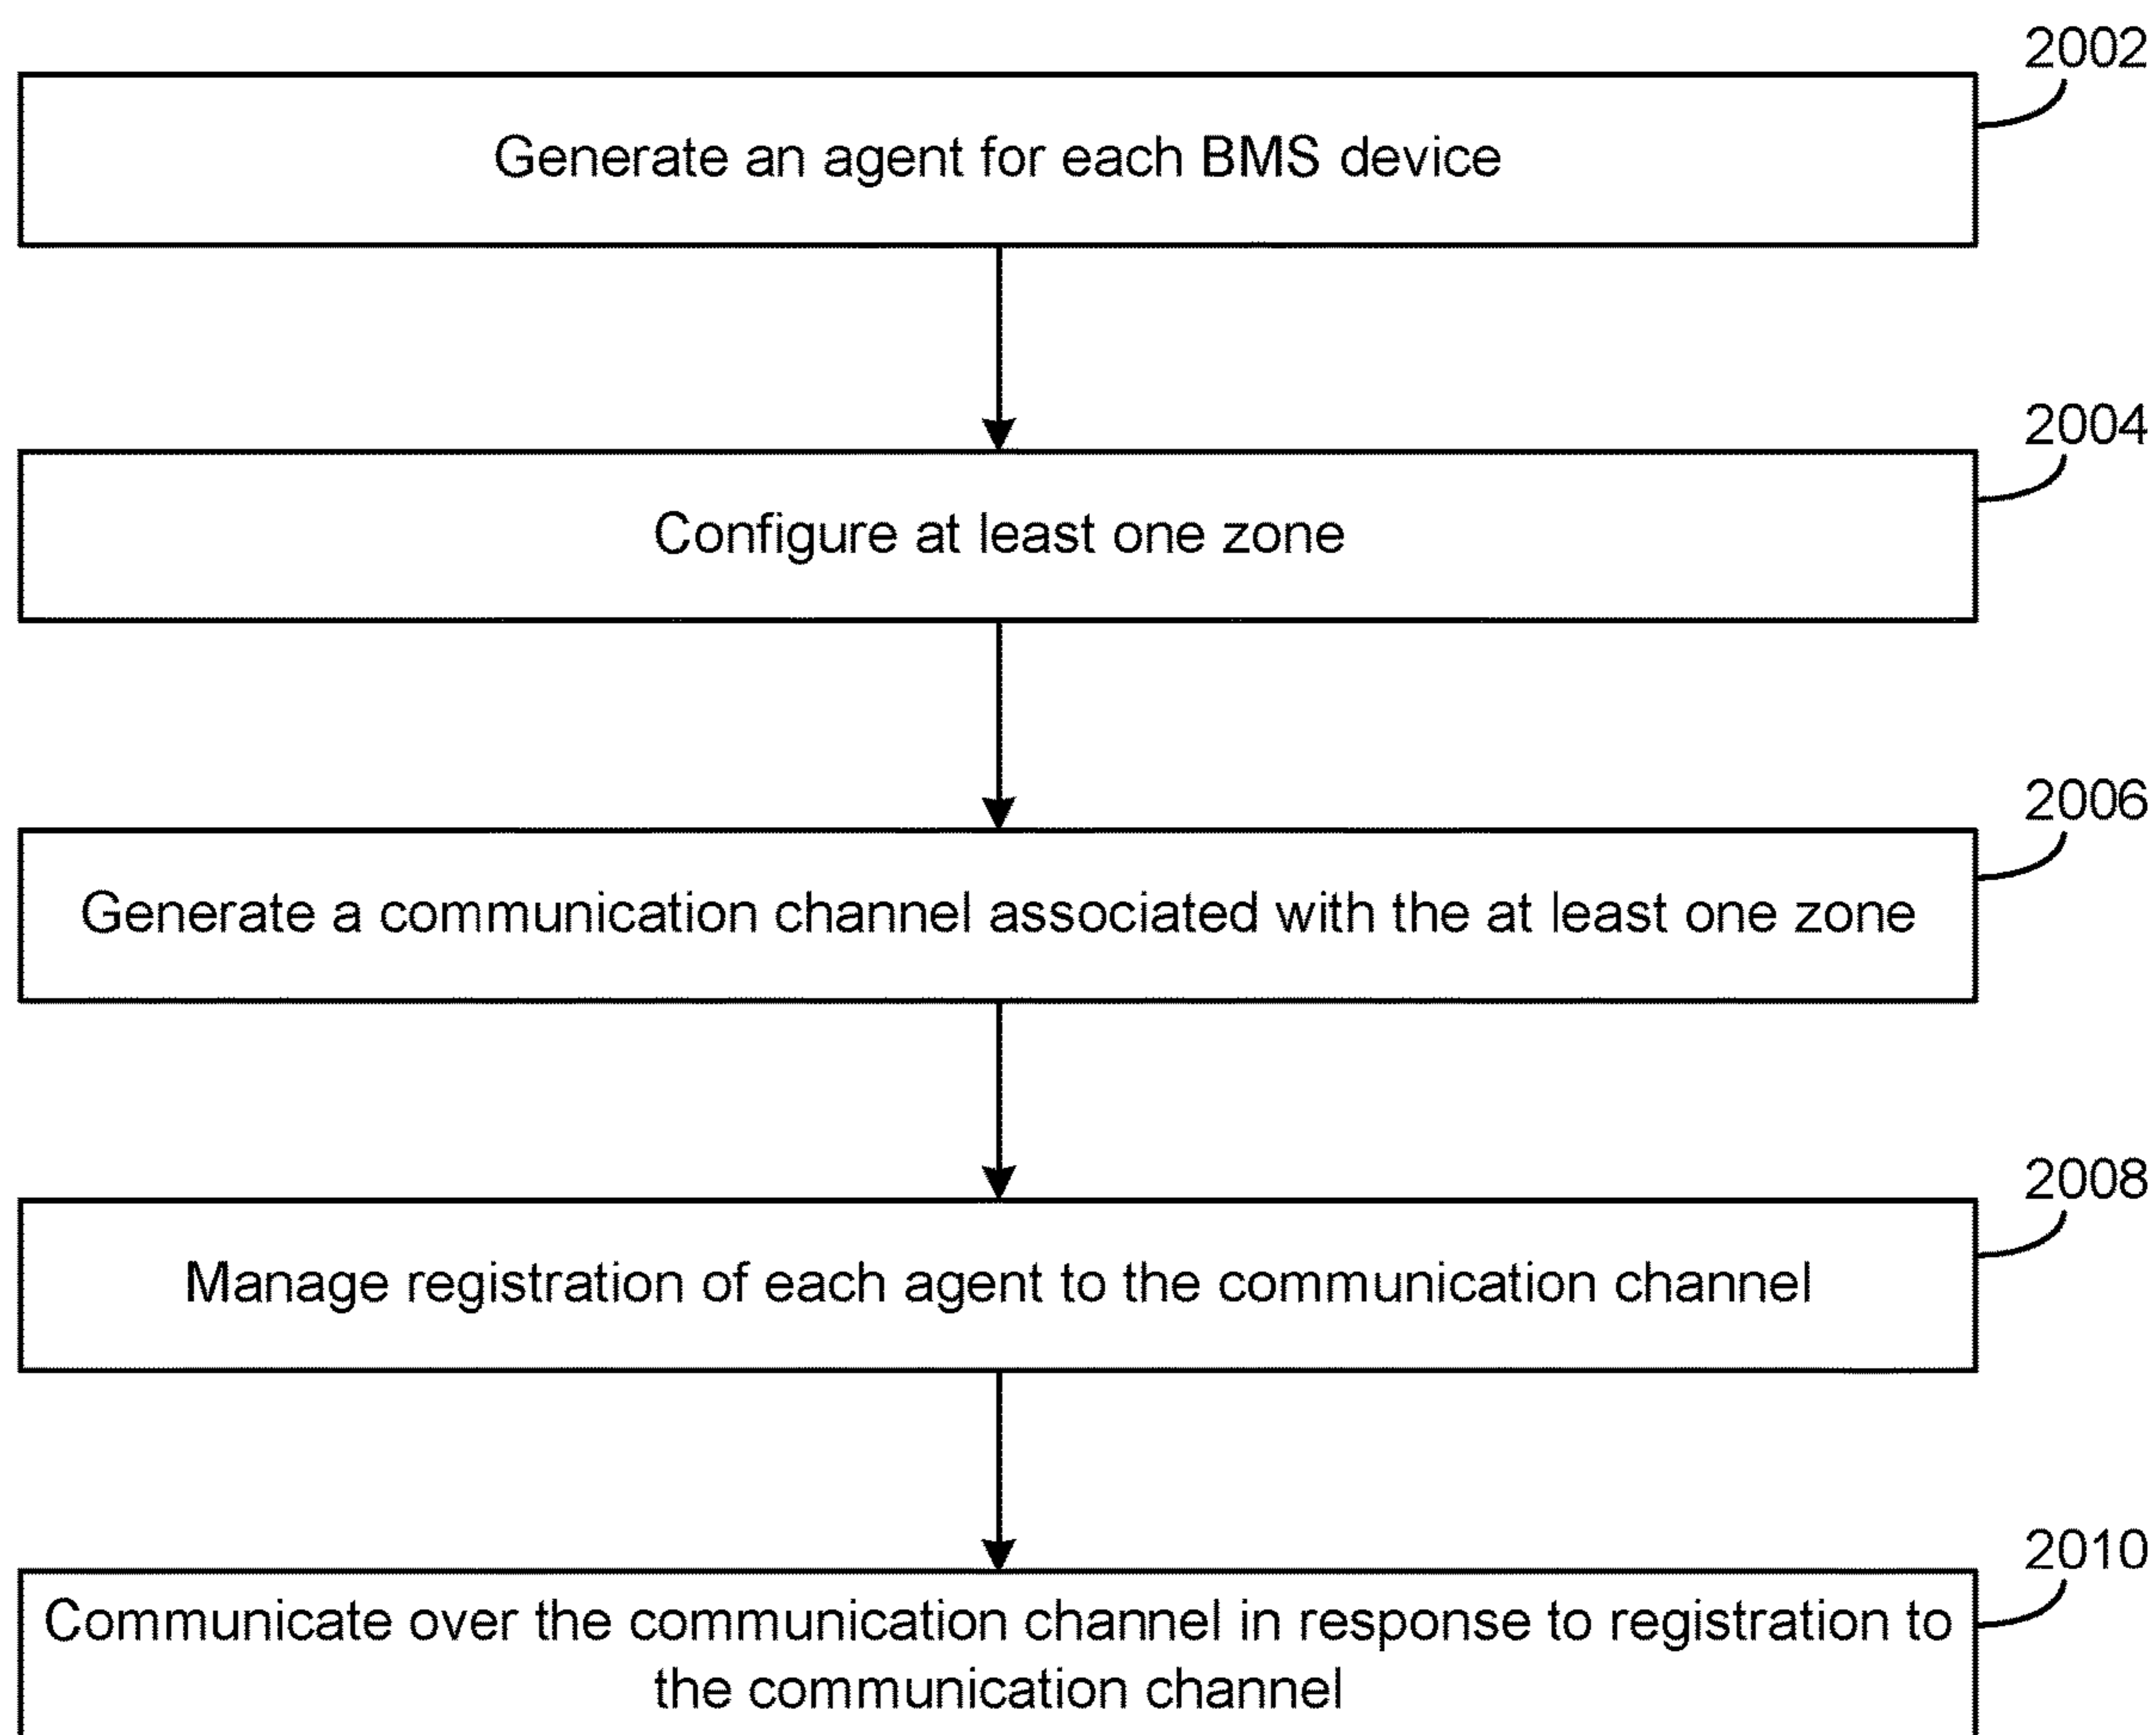 2002
Generate an agent for each BMS device
2004
Configure at least one zone
2006
Generate a communication channel associated with the at least one zone
2008
Manage registration of each agent to the communication channel
2010
Communicate over the communication channel in response to registration to
the communication channel